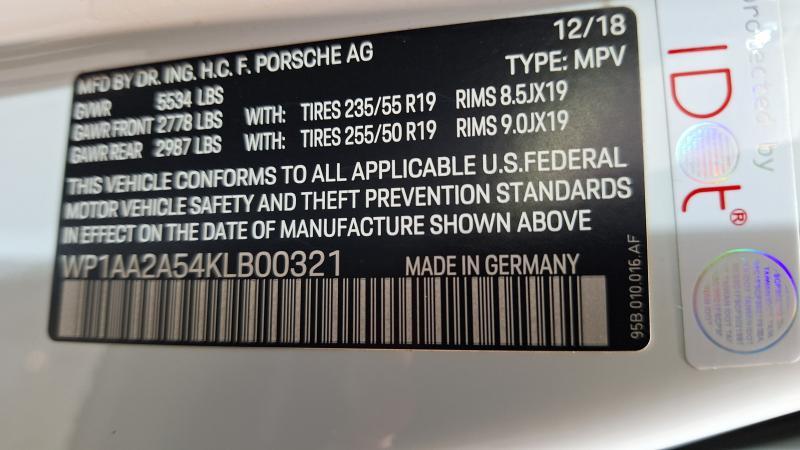 MFD BY DR. ING. H.C. F. PORSCHE AG 12/18
TYPE: MPV
GVWR 5534 LBS
GAWR FRONT 2778 LBS WITH: TIRES 235/55 R19 RIMS 8.5JX19
GAWR REAR 2987 LBS WITH: TIRES 255/50 R19 RIMS 9.0JX19
THIS VEHICLE CONFORMS TO ALL APPLICABLE U.S.FEDERAL
MOTOR VEHICLE SAFETY AND THEFT PREVENTION STANDARDS
IN EFFECT ON THE DATE OF MANUFACTURE SHOWN ABOVE
WP1AA2A54KLB00321 MADE IN GERMANY
95B.010.016.AF
protected by
IDOt®